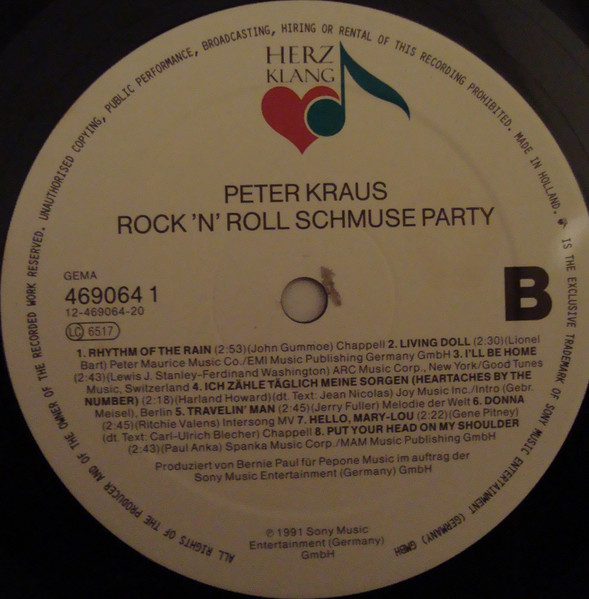 UNAUTHORISED COPYING, PUBLIC PERFORMANCE, BROADCASTING, HIRING OR RENTAL OF THIS RECORDING PROHIBITED. MADE IN HOLLAND. IS THE EXCLUSIVE TRADEMARK OF SONY MUSIC ENTERTAINMENT (GERMANY) GMBH
ALL RIGHTS OF THE PRODUCER AND OF THE OWNER OF THE RECORDED WORK RESERVED.
HERZ
KLANG
PETER KRAUS
ROCK 'N' ROLL SCHMUSE PARTY
GEMA
469064 1
12-469064-20
LC 6517
B
1. RHYTHM OF THE RAIN (2:53)(John Gummoe) Chappell 2. LIVING DOLL (2:30)(Lionel
Bart) Peter Maurice Music Co./EMI Music Publishing Germany GmbH 3. I'LL BE HOME
(2:43)(Lewis J. Stanley-Ferdinand Washington) ARC Music Corp., New York/Good Tunes
Music, Switzerland 4. ICH ZÄHLE TÄGLICH MEINE SORGEN (HEARTACHES BY THE
NUMBER) (2:18)(Harland Howard)(dt. Text: Jean Nicolas) Joy Music Inc./Intro (Gebr.
Meisel), Berlin 5. TRAVELIN' MAN (2:45)(Jerry Fuller) Melodie der Welt 6. DONNA
(2:45)(Ritchie Valens) Intersong MV 7. HELLO, MARY-LOU (2:22)(Gene Pitney)
(dt. Text: Carl-Ulrich Blecher) Chappell 8. PUT YOUR HEAD ON MY SHOULDER
(2:43)(Paul Anka) Spanka Music Corp./MAM Music Publishing GmbH
Produziert von Bernie Paul für Pepone Music im auftrag der
Sony Music Entertainment (Germany) GmbH
℗ 1991 Sony Music
Entertainment (Germany)
GmbH